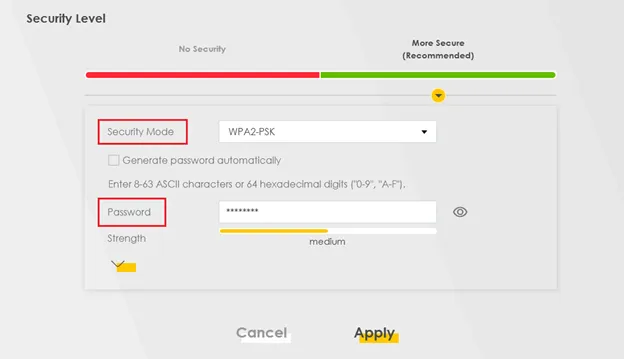 Security Level
No Security
More Secure
(Recommended)
Security Mode
WPA2-PSK
Generate password automatically
Enter 8-63 ASCII characters or 64 hexadecimal digits ("0-9", "A-F").
Password
********
Strength
medium
Cancel
Apply